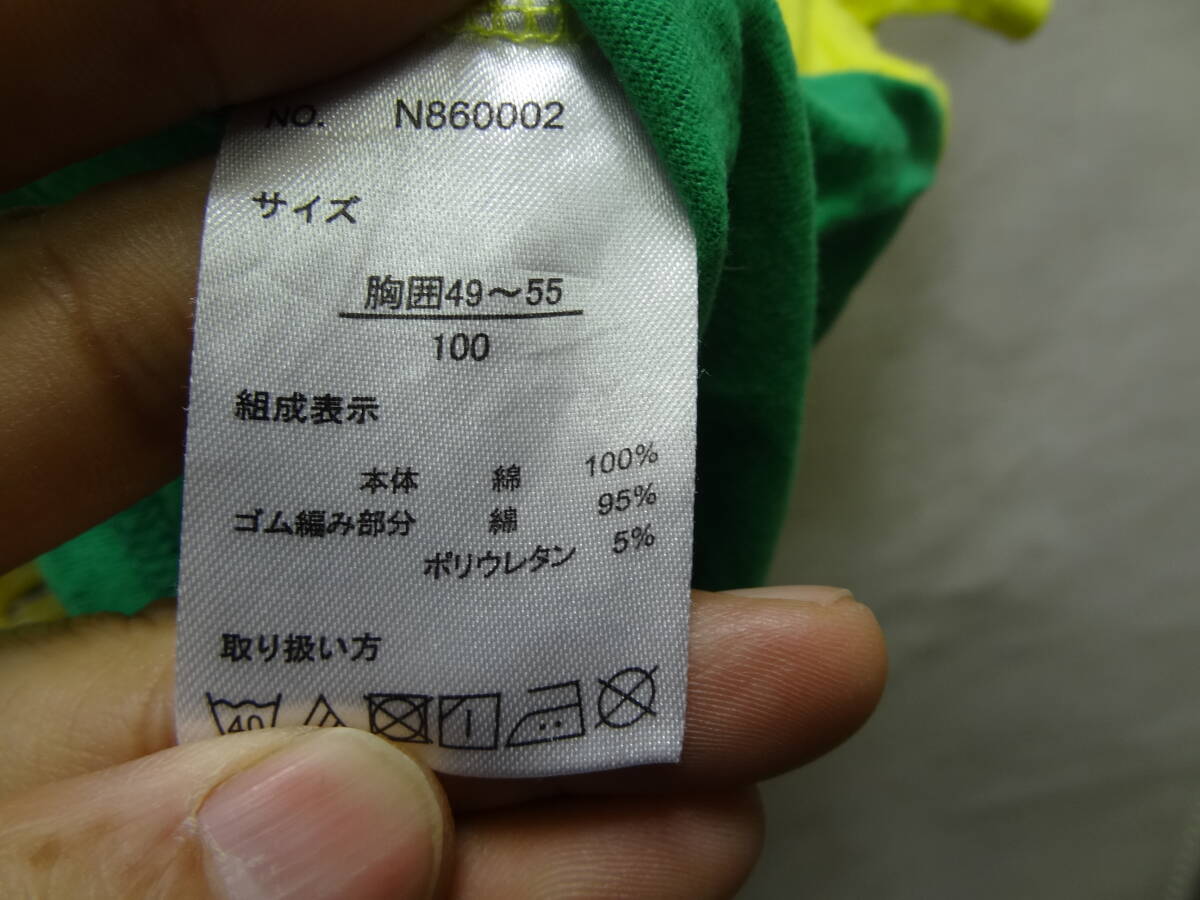 NO. N860002
サイズ
胸囲49～55
100
組成表示
本体 綿 100%
ゴム編み部分 綿 95%
ポリウレタン 5%
取り扱い方
40